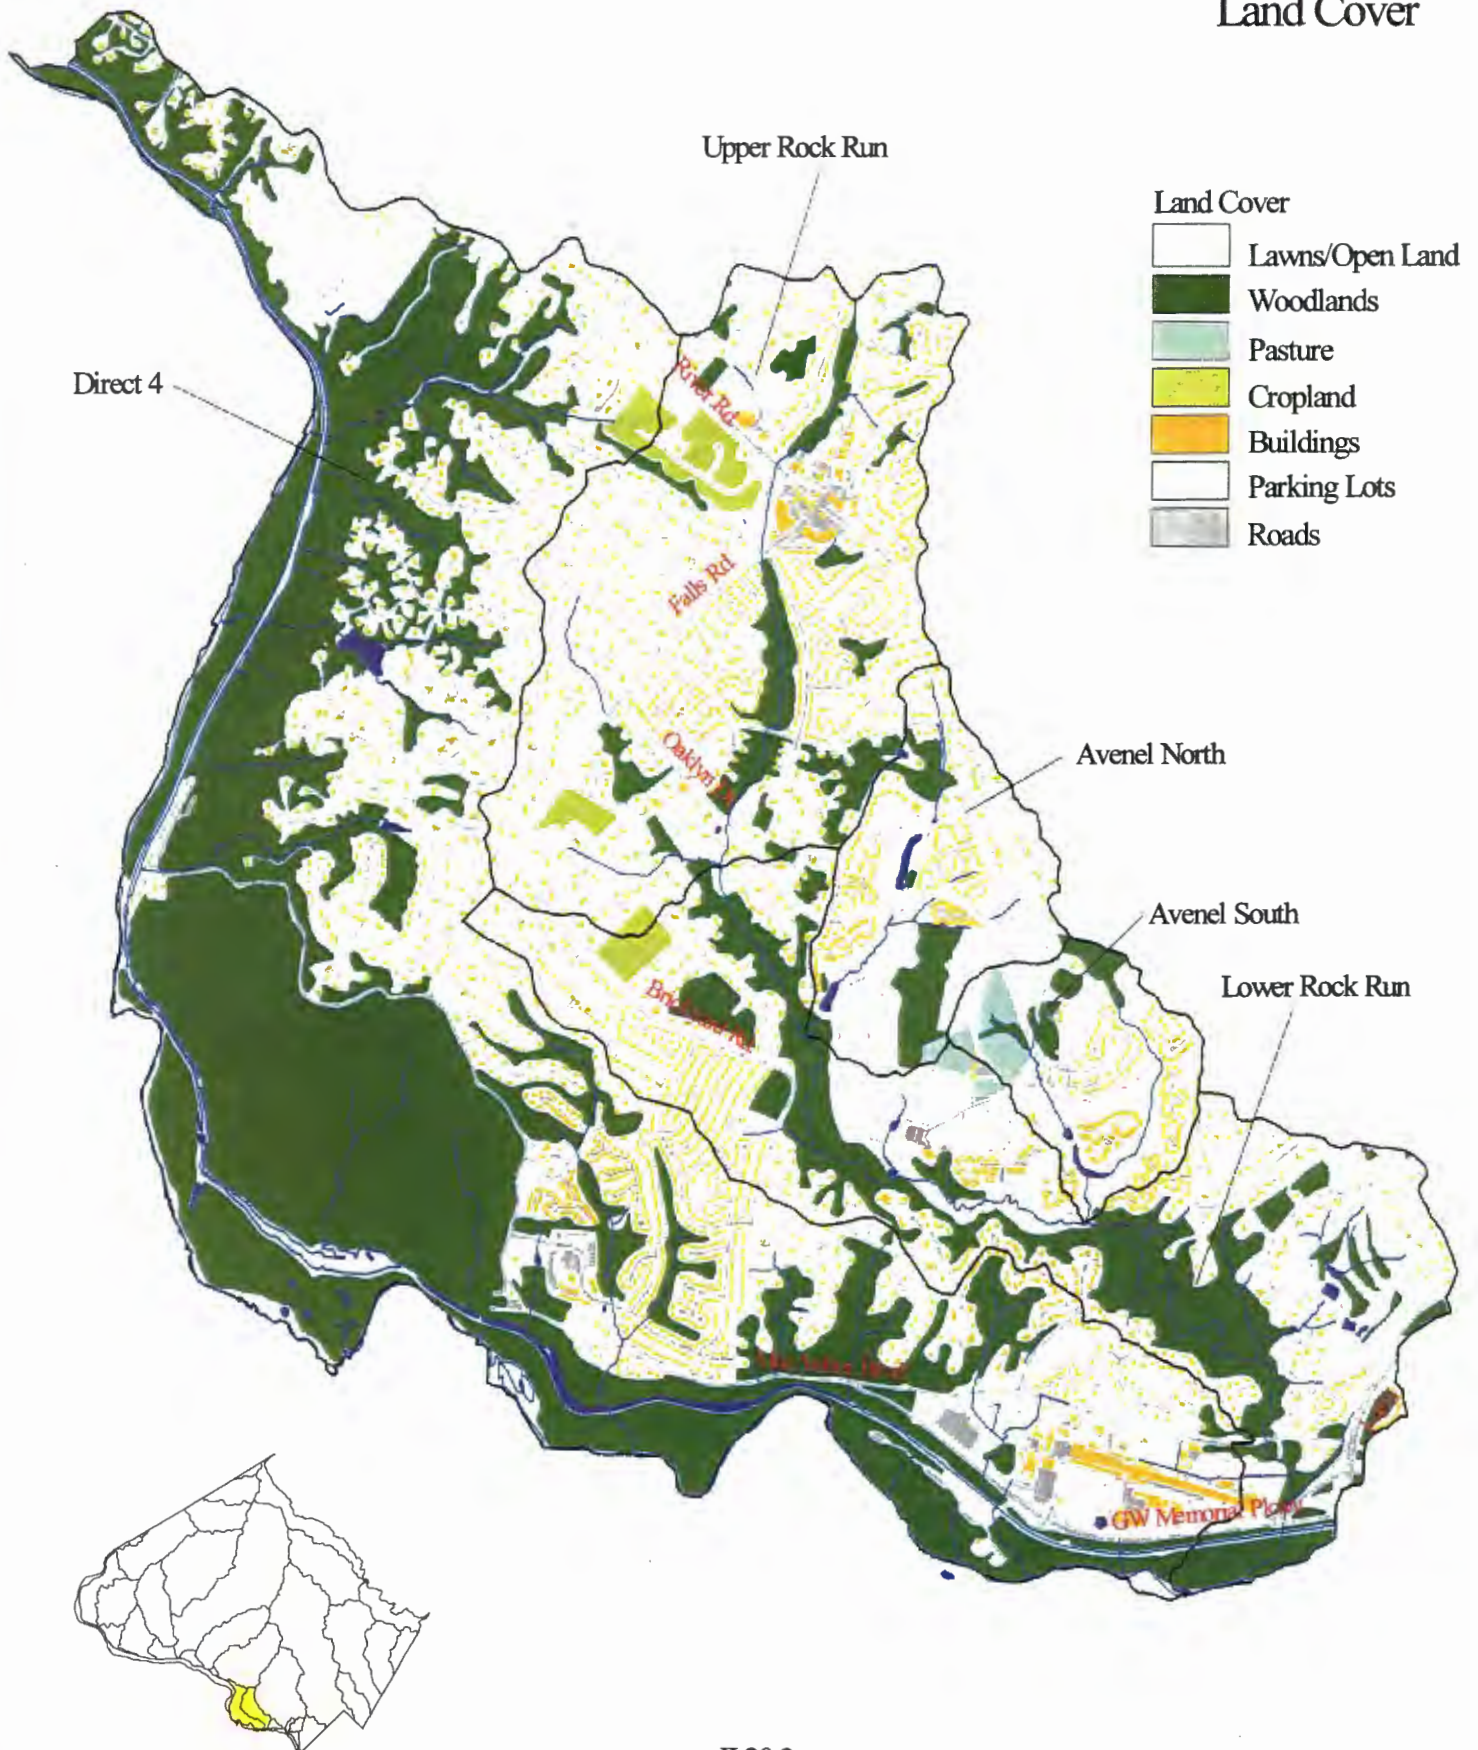 Land Cover
Upper Rock Run
Land Cover
Lawns/Open Land
Woodlands
Pasture
Cropland
Buildings
Parking Lots
Roads
Direct 4
River Rd
Falls Rd
Oaklyn Dr
Avenel North
Avenel South
Lower Rock Run
GW Memorial Pkwy